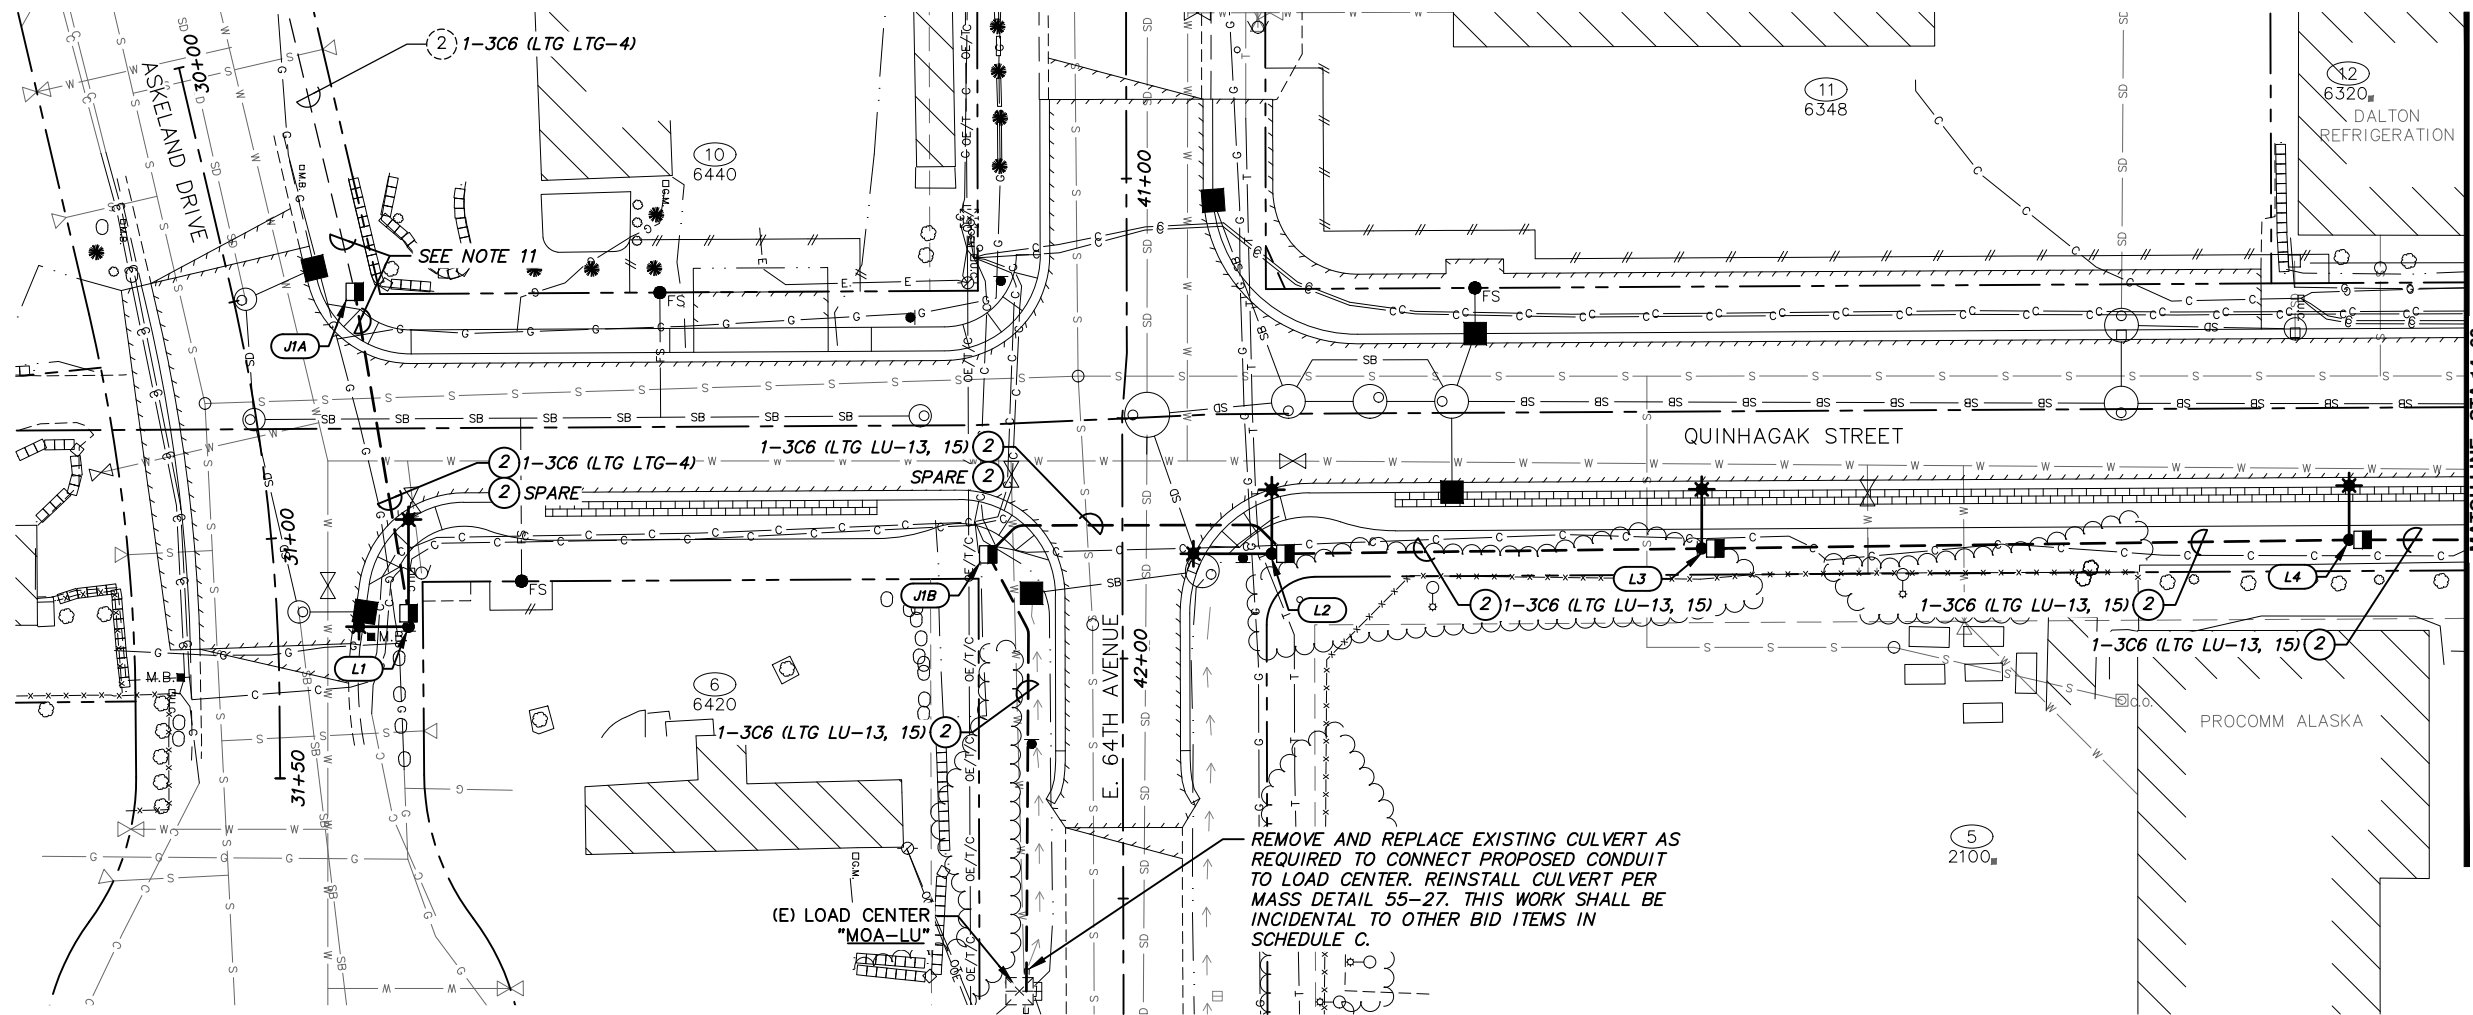 2 1-3C6 (LTG LTG-4)
30+00
ASKELAND DRIVE
SEE NOTE 11
10
6440
G.M.
M.B.
J1A
FS
FS
41+00
11
6348
12
6320
DALTON
REFRIGERATION
QUINHAGAK STREET
1-3C6 (LTG LU-13, 15) 2
SPARE 2
2 1-3C6 (LTG LTG-4)
2 SPARE
31+00
FS
J1B
L1
L2
L3
L4
2 1-3C6 (LTG LU-13, 15)
1-3C6 (LTG LU-13, 15) 2
1-3C6 (LTG LU-13, 15) 2
M.B.
31+50
6
6420
1-3C6 (LTG LU-13, 15) 2
E. 64TH AVENUE
42+00
C.O.
PROCOMM ALASKA
5
2100
G.M.
(E) LOAD CENTER
"MOA-LU"
REMOVE AND REPLACE EXISTING CULVERT AS
REQUIRED TO CONNECT PROPOSED CONDUIT
TO LOAD CENTER. REINSTALL CULVERT PER
MASS DETAIL 55-27. THIS WORK SHALL BE
INCIDENTAL TO OTHER BID ITEMS IN
SCHEDULE C.